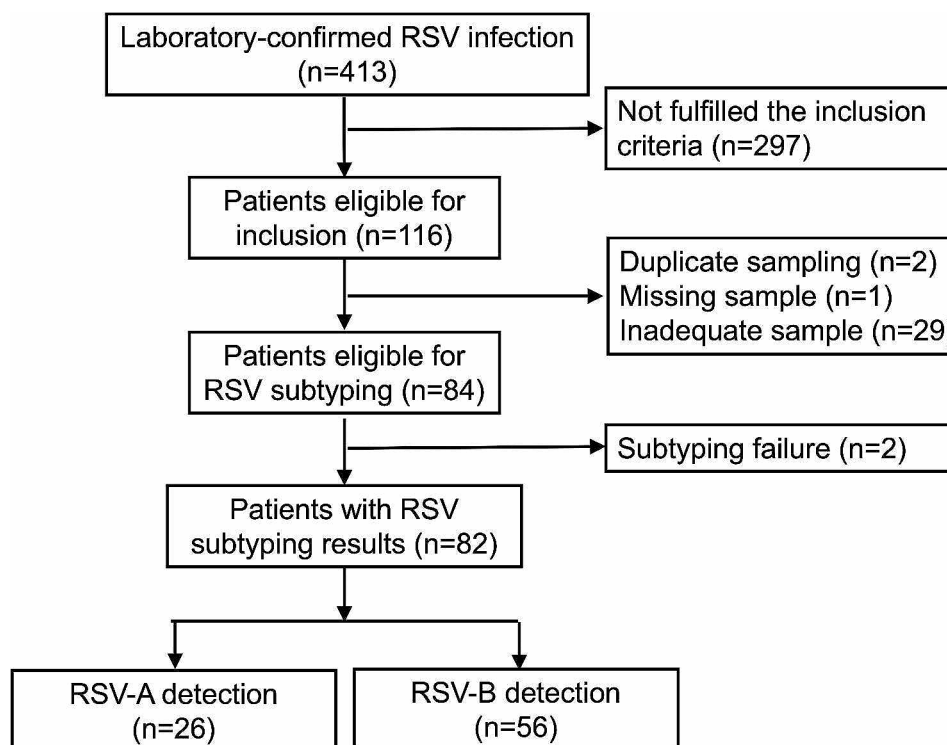 Laboratory-confirmed RSV infection
(n=413)
Not fulfilled the inclusion
criteria (n=297)
Patients eligible for
inclusion (n=116)
Duplicate sampling (n=2)
Missing sample (n=1)
Inadequate sample (n=29
Patients eligible for
RSV subtyping (n=84)
Subtyping failure (n=2)
Patients with RSV
subtyping results (n=82)
RSV-A detection
(n=26)
RSV-B detection
(n=56)